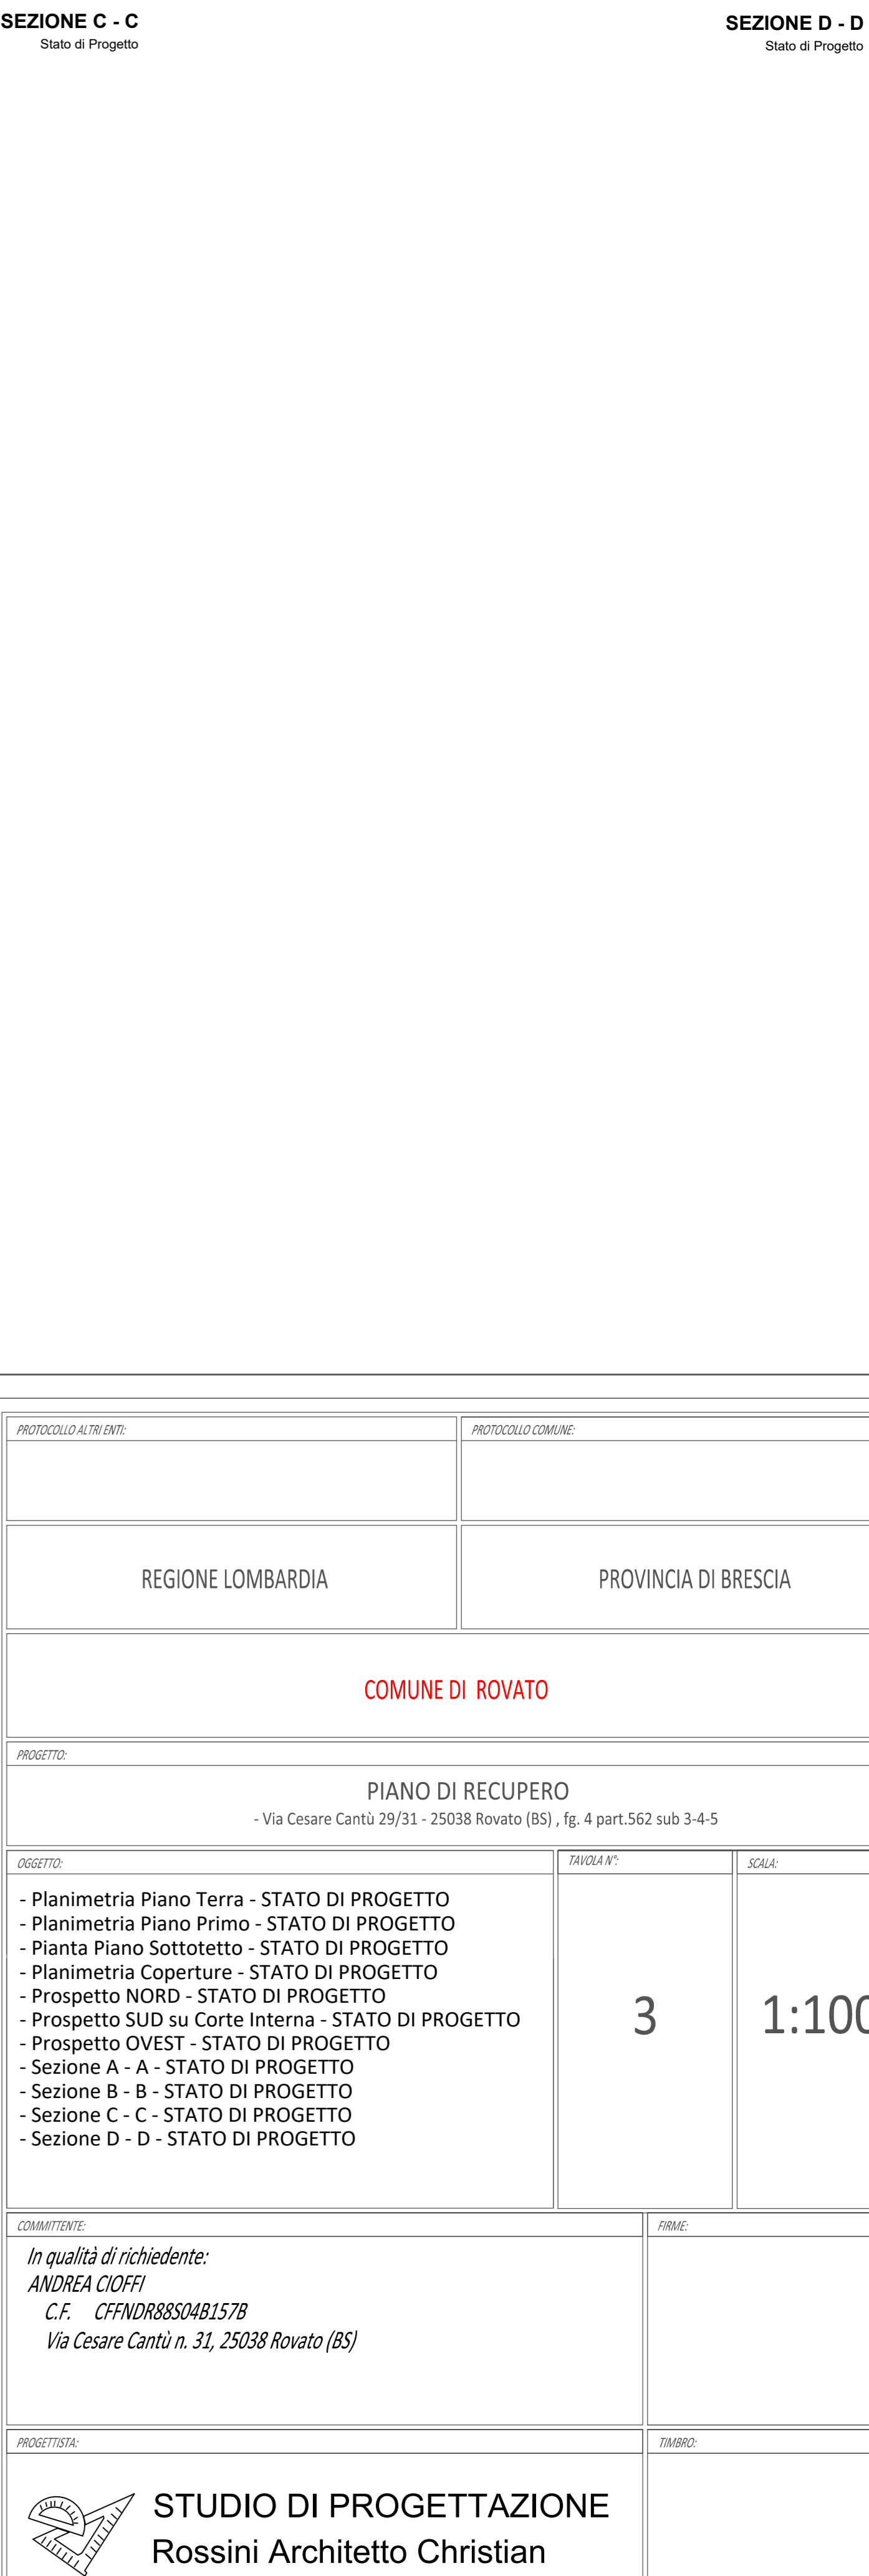 SEZIONE C - C
Stato di Progetto
SEZIONE D - D
Stato di Progetto
PROTOCOLLO ALTRI ENTI:
PROTOCOLLO COMUNE:
REGIONE LOMBARDIA
PROVINCIA DI BRESCIA
COMUNE DI ROVATO
PROGETTO:
PIANO DI RECUPERO
- Via Cesare Cantù 29/31 - 25038 Rovato (BS) , fg. 4 part.562 sub 3-4-5
OGGETTO:
- Planimetria Piano Terra - STATO DI PROGETTO
- Planimetria Piano Primo - STATO DI PROGETTO
- Pianta Piano Sottotetto - STATO DI PROGETTO
- Planimetria Coperture - STATO DI PROGETTO
- Prospetto NORD - STATO DI PROGETTO
- Prospetto SUD su Corte Interna - STATO DI PROGETTO
- Prospetto OVEST - STATO DI PROGETTO
- Sezione A - A - STATO DI PROGETTO
- Sezione B - B - STATO DI PROGETTO
- Sezione C - C - STATO DI PROGETTO
- Sezione D - D - STATO DI PROGETTO
TAVOLA N°:
3
SCALA:
1:100
COMMITTENTE:
In qualità di richiedente:
ANDREA CIOFFI
C.F. CFFNDR88S04B157B
Via Cesare Cantù n. 31, 25038 Rovato (BS)
FIRME:
PROGETTISTA:
STUDIO DI PROGETTAZIONE
Rossini Architetto Christian
TIMBRO: